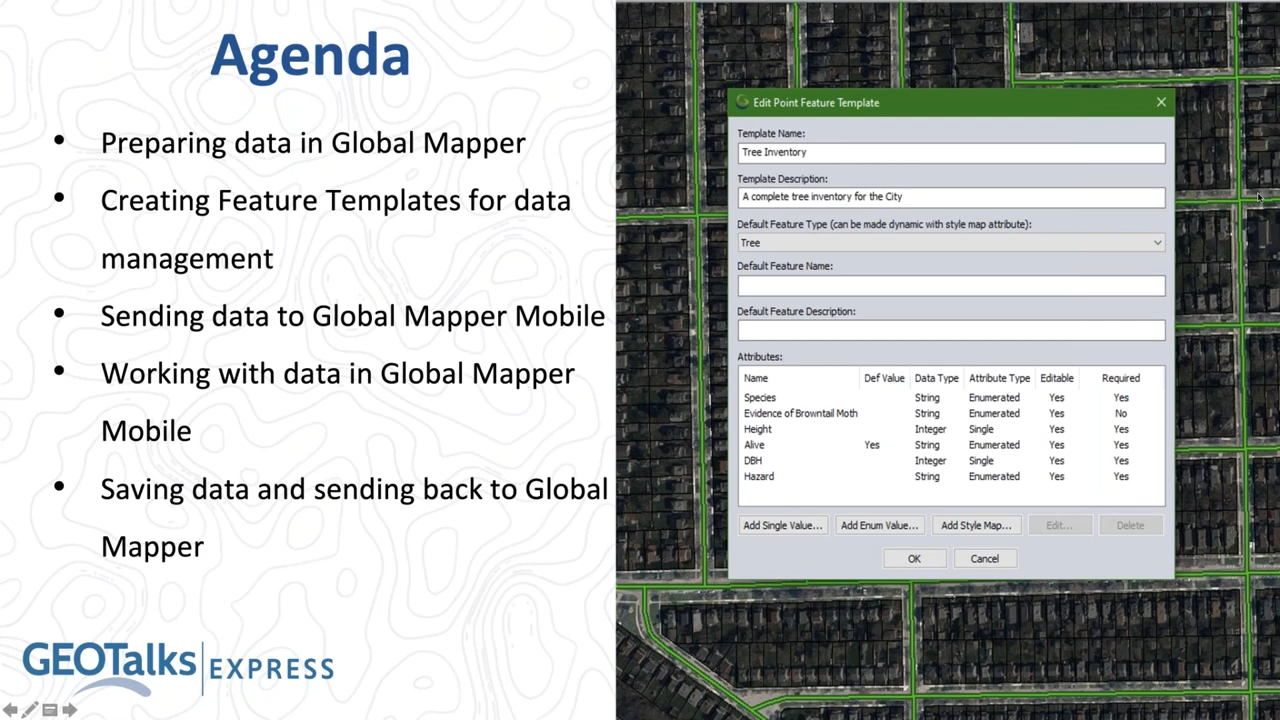 Agenda
• Preparing data in Global Mapper
• Creating Feature Templates for data
management
• Sending data to Global Mapper Mobile
• Working with data in Global Mapper
Mobile
• Saving data and sending back to Global
Mapper
GEOTalks EXPRESS
Edit Point Feature Template
Template Name:
Tree Inventory
Template Description:
A complete tree inventory for the City
Default Feature Type (can be made dynamic with style map attribute):
Tree
Default Feature Name:
Default Feature Description:
Attributes:
Name Def Value Data Type Attribute Type Editable Required
Species String Enumerated Yes Yes
Evidence of Browntail Moth String Enumerated Yes No
Height Integer Single Yes Yes
Alive Yes String Enumerated Yes Yes
DBH Integer Single Yes Yes
Hazard String Enumerated Yes Yes
Add Single Value... Add Enum Value... Add Style Map... Edit... Delete
OK Cancel